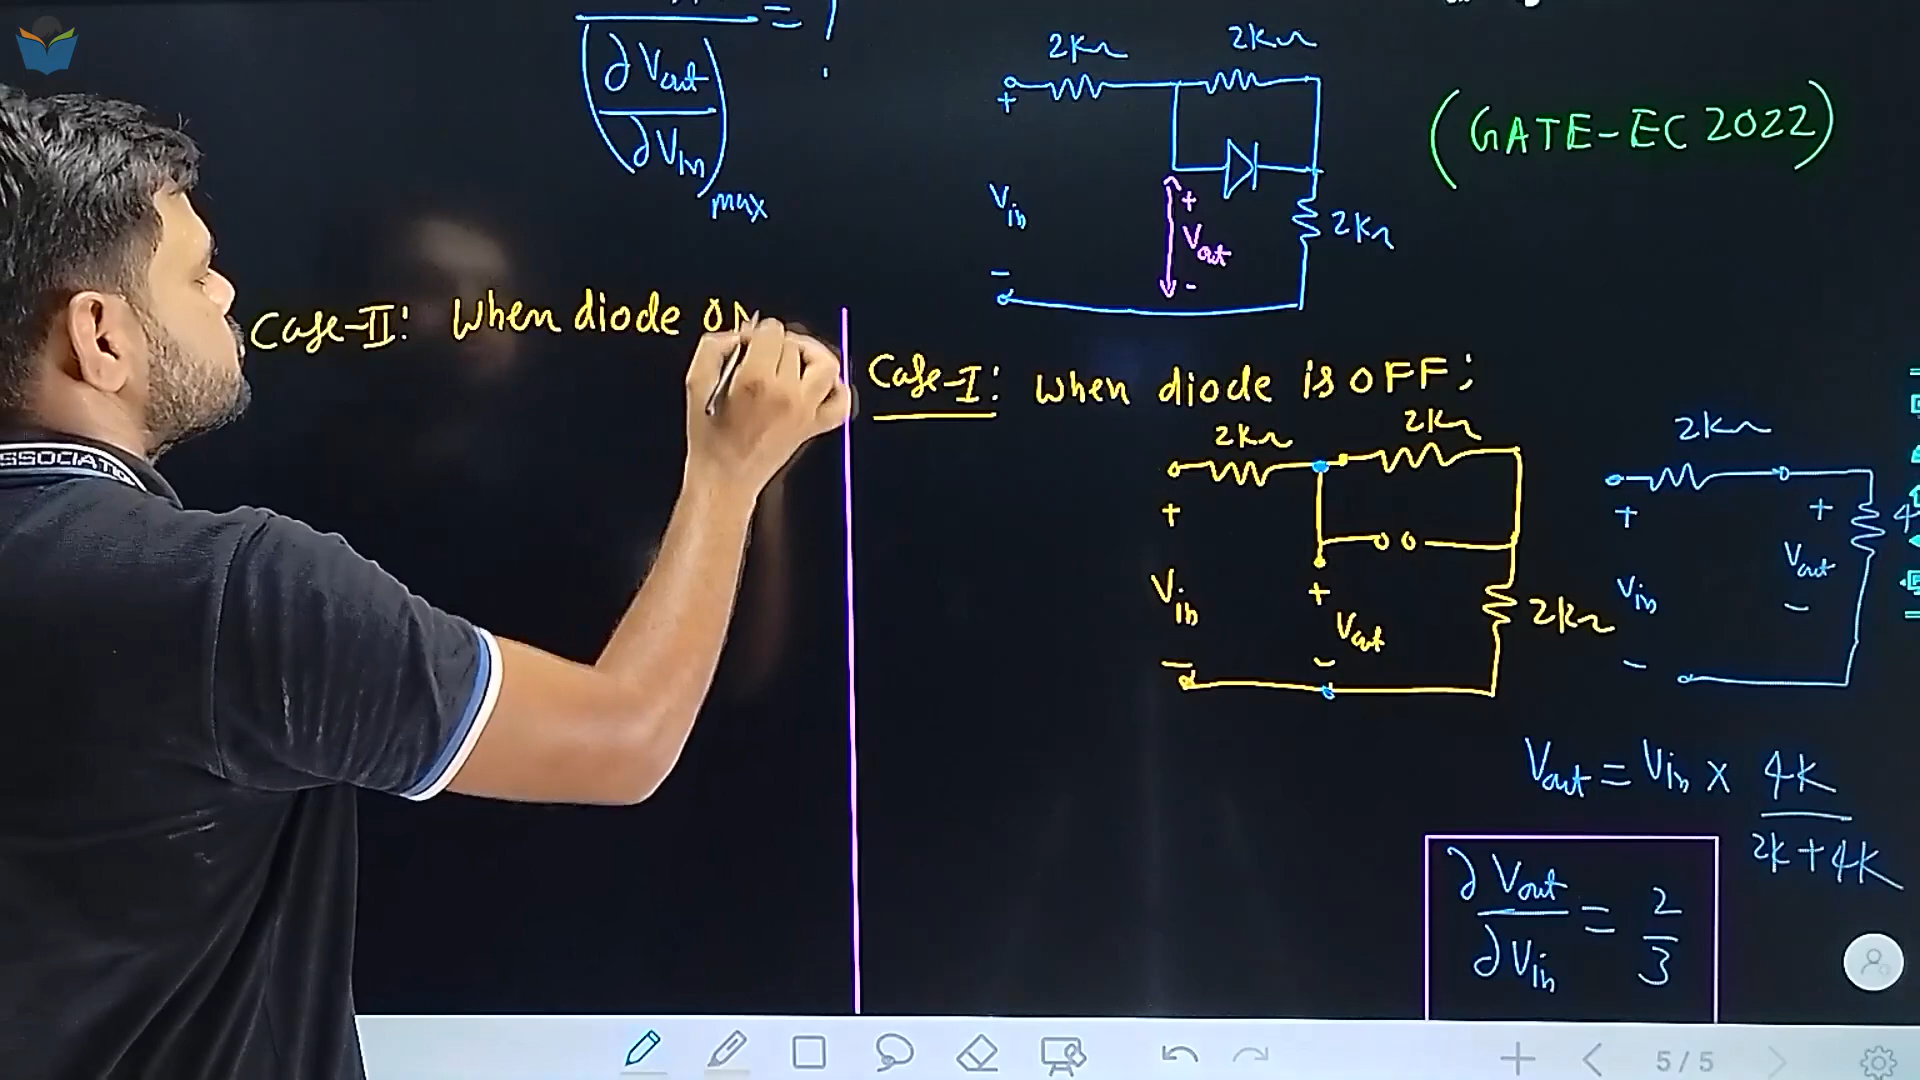 = ?
∂Vout
∂Vin
max
2KΩ
2KΩ
(GATE-EC 2022)
+
Vin
-
+
Vout
-
2KΩ
Case-II: When diode ON
Case-I: When diode is OFF;
2KΩ
2KΩ
+
Vin
-
+
Vout
-
2KΩ
2KΩ
+
Vin
-
+
Vout
-
4
Vout = Vin × 4K
2K+4K
∂Vout
∂Vin
= 2
3
SSOCIATIO
5/5